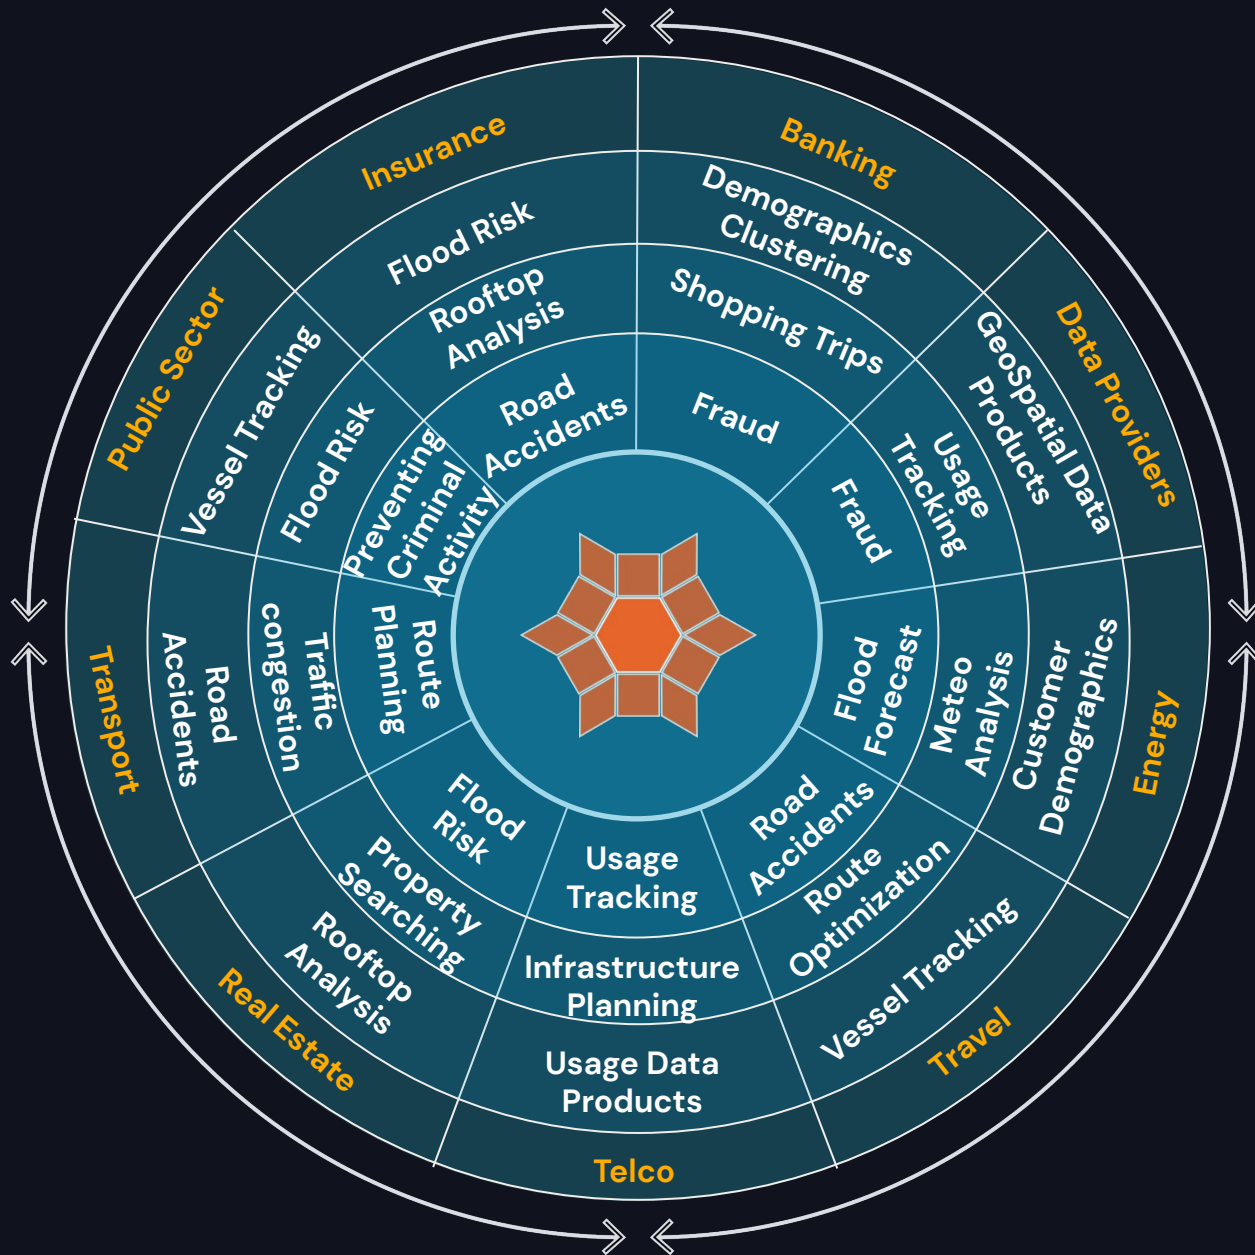 Insurance
Flood Risk
Rooftop
Analysis
Road
Accidents
Banking
Demographics
Clustering
Shopping Trips
Fraud
Data Providers
GeoSpatial Data
Products
Usage
Tracking
Fraud
Energy
Customer
Demographics
Meteo
Analysis
Flood
Forecast
Travel
Vessel Tracking
Route
Optimization
Road
Accidents
Telco
Usage Data
Products
Infrastructure
Planning
Usage
Tracking
Real Estate
Rooftop
Analysis
Property
Searching
Flood
Risk
Transport
Road
Accidents
Traffic
congestion
Route
Planning
Public Sector
Vessel Tracking
Flood Risk
Preventing
Criminal
Activity